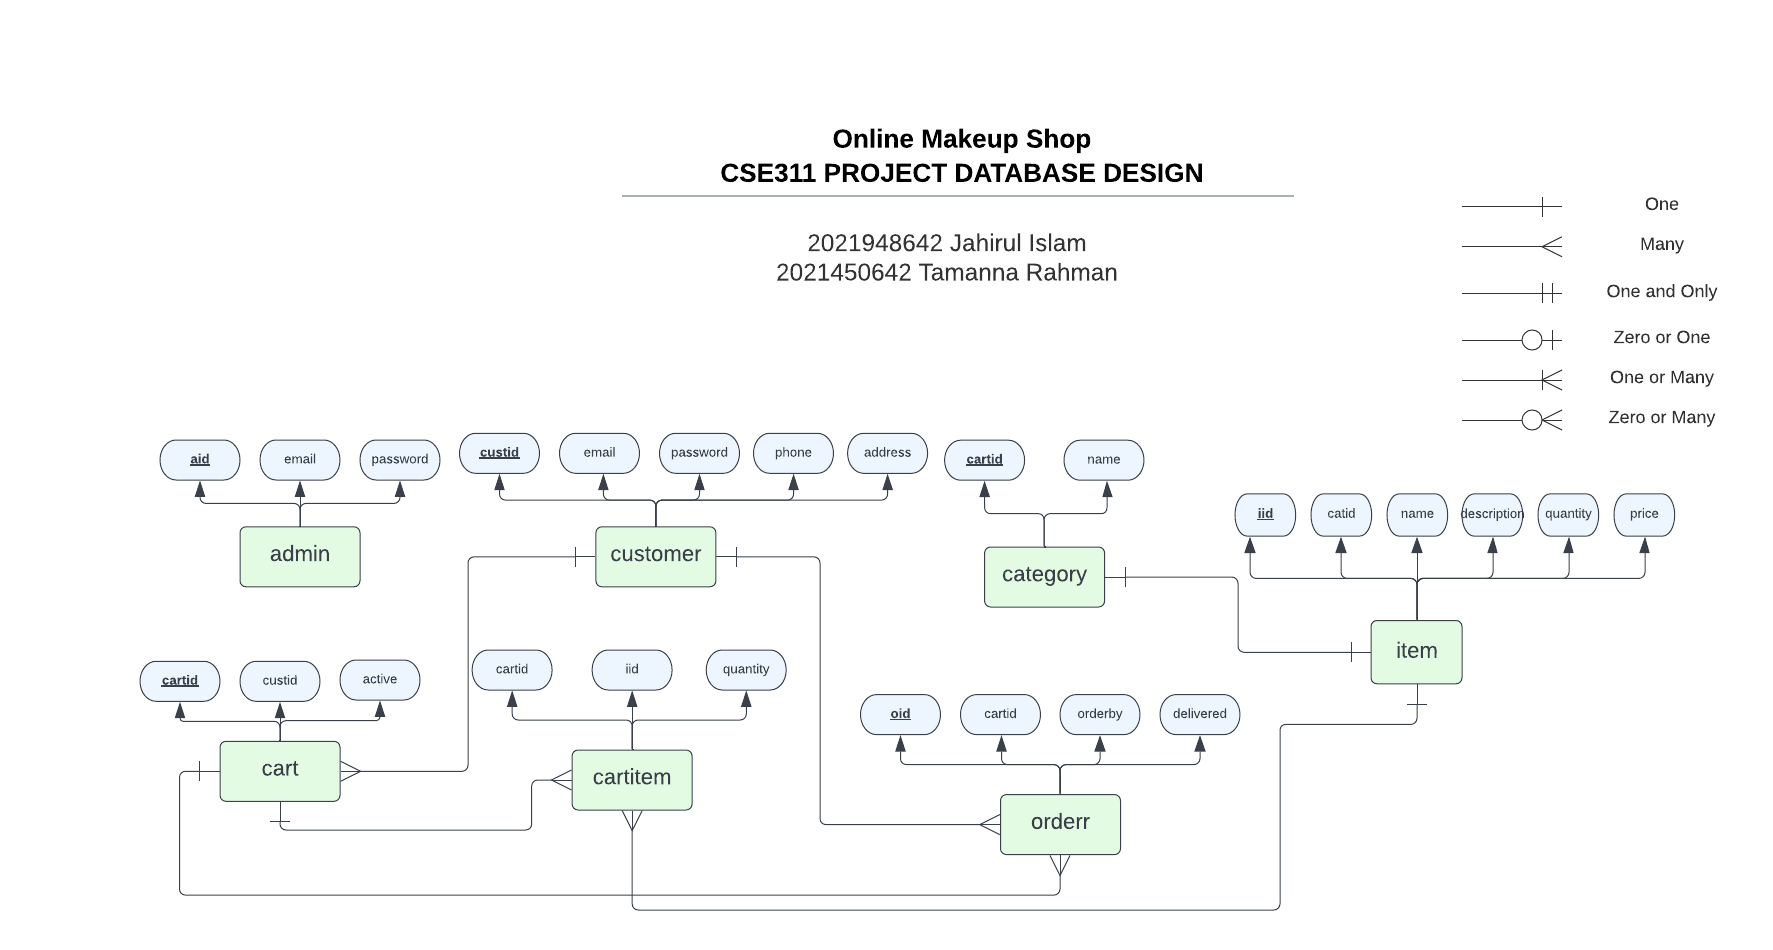 Online Makeup Shop
CSE311 PROJECT DATABASE DESIGN
2021948642 Jahirul Islam
2021450642 Tamanna Rahman
One
Many
One and Only
Zero or One
One or Many
Zero or Many
aid
email
password
admin
custid
email
password
phone
address
customer
cartid
name
category
iid
catid
name
description
quantity
price
item
cartid
custid
active
cart
cartid
iid
quantity
cartitem
oid
cartid
orderby
delivered
orderr